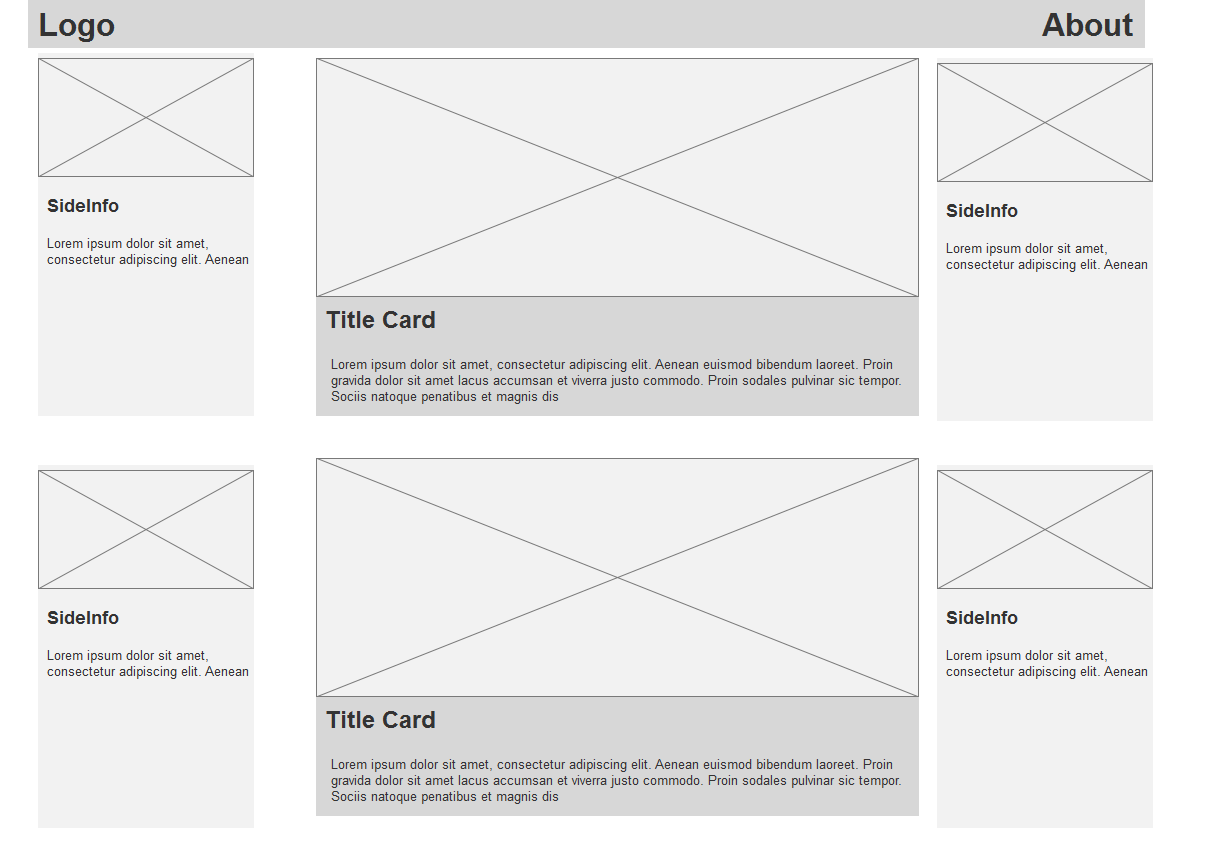 Logo
About
SideInfo
Lorem ipsum dolor sit amet,
consectetur adipiscing elit. Aenean
Title Card
Lorem ipsum dolor sit amet, consectetur adipiscing elit. Aenean euismod bibendum laoreet. Proin
gravida dolor sit amet lacus accumsan et viverra justo commodo. Proin sodales pulvinar sic tempor.
Sociis natoque penatibus et magnis dis
SideInfo
Lorem ipsum dolor sit amet,
consectetur adipiscing elit. Aenean
SideInfo
Lorem ipsum dolor sit amet,
consectetur adipiscing elit. Aenean
Title Card
Lorem ipsum dolor sit amet, consectetur adipiscing elit. Aenean euismod bibendum laoreet. Proin
gravida dolor sit amet lacus accumsan et viverra justo commodo. Proin sodales pulvinar sic tempor.
Sociis natoque penatibus et magnis dis
SideInfo
Lorem ipsum dolor sit amet,
consectetur adipiscing elit. Aenean